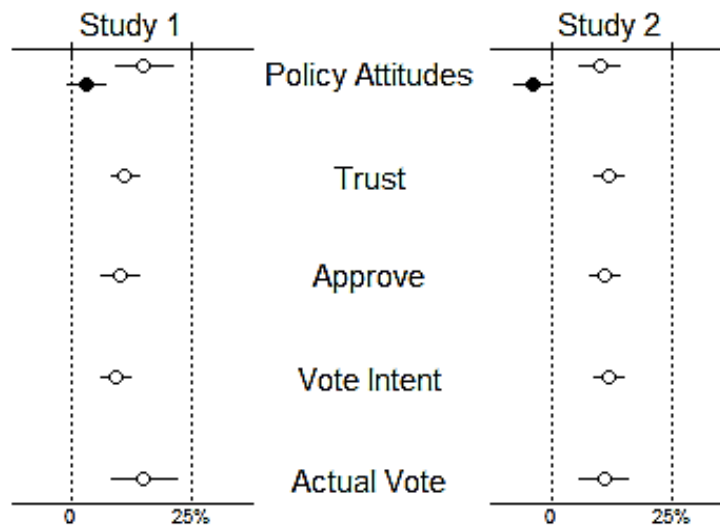 Study 1
Study 2
Policy Attitudes
Trust
Approve
Vote Intent
Actual Vote
0
25%
0
25%